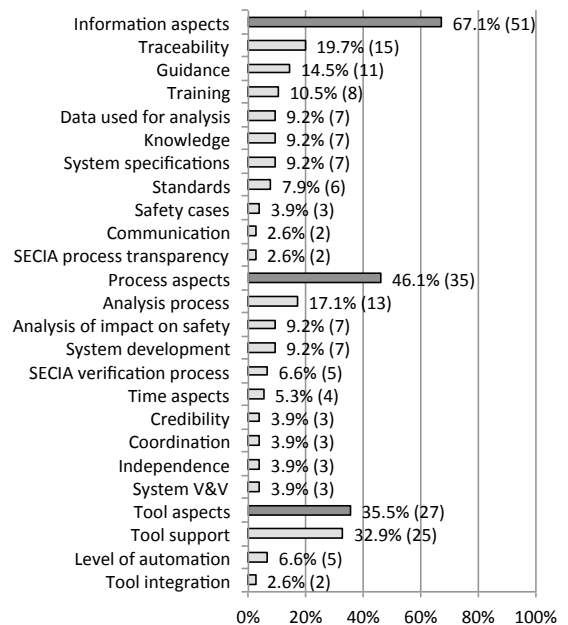 Information aspects 67.1% (51)
Traceability 19.7% (15)
Guidance 14.5% (11)
Training 10.5% (8)
Data used for analysis 9.2% (7)
Knowledge 9.2% (7)
System specifications 9.2% (7)
Standards 7.9% (6)
Safety cases 3.9% (3)
Communication 2.6% (2)
SECIA process transparency 2.6% (2)
Process aspects 46.1% (35)
Analysis process 17.1% (13)
Analysis of impact on safety 9.2% (7)
System development 9.2% (7)
SECIA verification process 6.6% (5)
Time aspects 5.3% (4)
Credibility 3.9% (3)
Coordination 3.9% (3)
Independence 3.9% (3)
System V&V 3.9% (3)
Tool aspects 35.5% (27)
Tool support 32.9% (25)
Level of automation 6.6% (5)
Tool integration 2.6% (2)
0% 20% 40% 60% 80% 100%